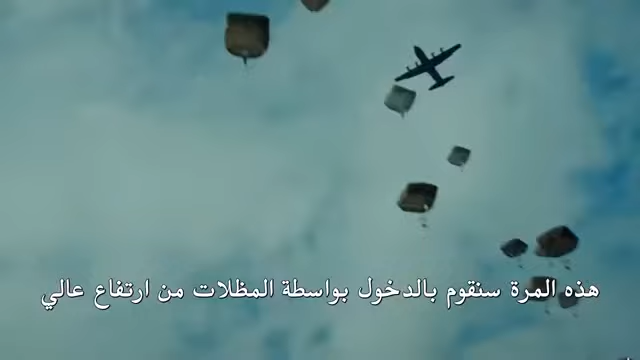 هذه المرة سنقوم بالدخول بواسطة المظلات من ارتفاع عالي